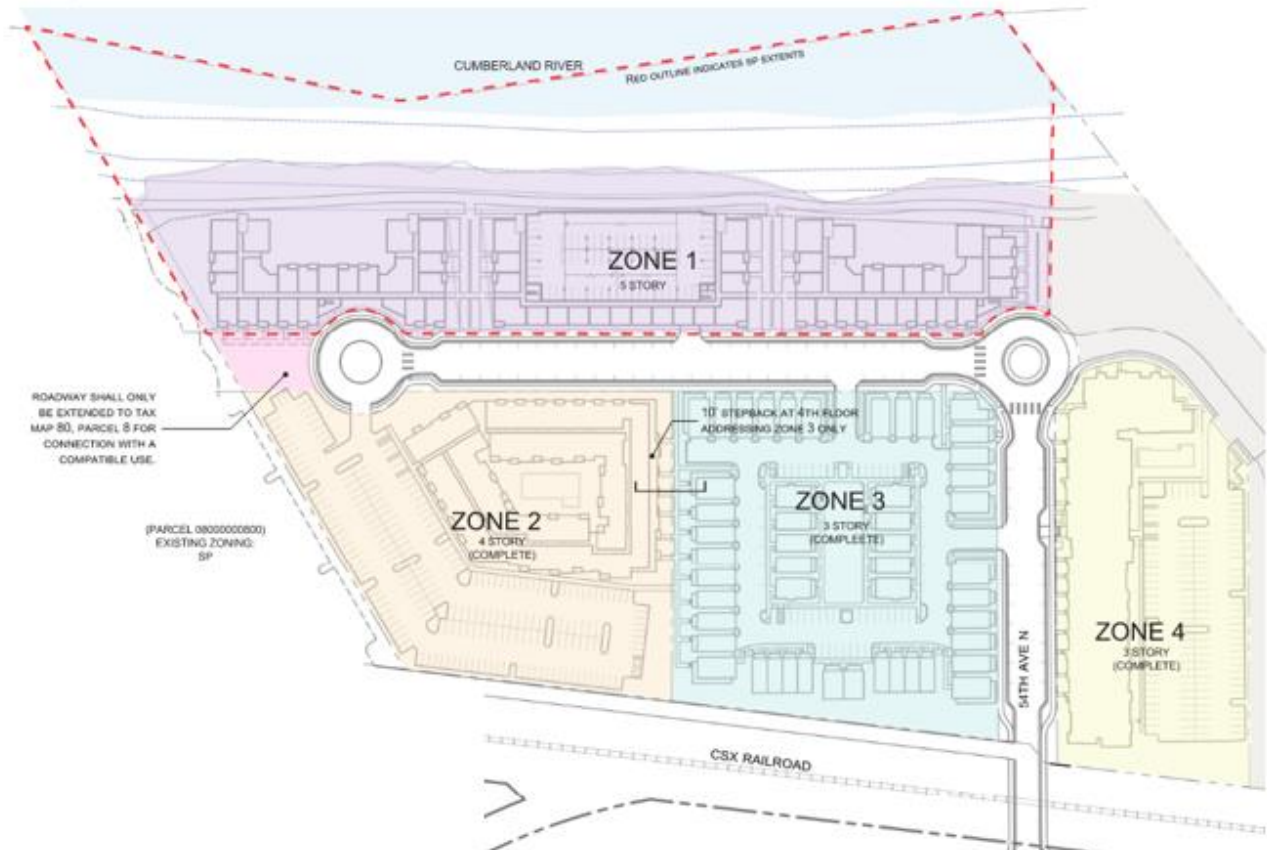 CUMBERLAND RIVER
RED OUTLINE INDICATES SP EXTENTS
ZONE 1
5 STORY
ROADWAY SHALL ONLY
BE EXTENDED TO TAX
MAP 80, PARCEL 8 FOR
CONNECTION WITH A
COMPATIBLE USE.
10' STEPBACK AT 4TH FLOOR
ADDRESSING ZONE 3 ONLY
ZONE 2
4 STORY
(COMPLETE)
ZONE 3
3 STORY
(COMPLEETE)
(PARCEL 08000000800)
EXISTING ZONING:
SP
ZONE 4
3 STORY
(COMPLETE)
54TH AVE N
CSX RAILROAD